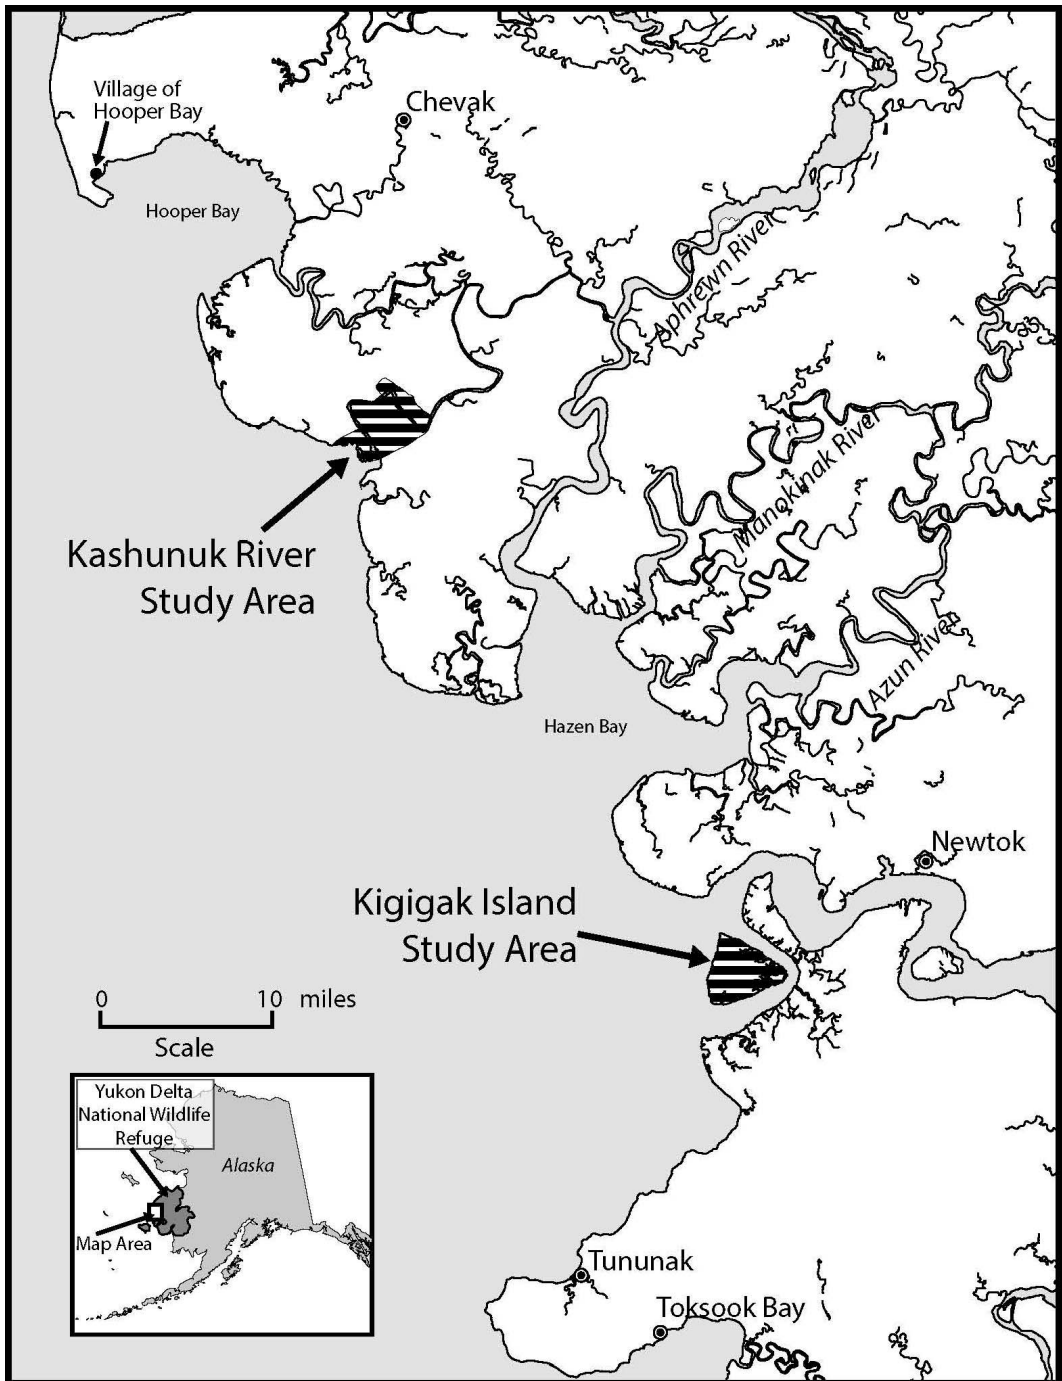 Village of
Hooper Bay
Chevak
Hooper Bay
Aphrewn River
Manokinak River
Kashunuk River
Study Area
Azun River
Hazen Bay
Newtok
Kigigak Island
Study Area
0 10 miles
Scale
Yukon Delta
National Wildlife
Refuge
Alaska
Map Area
Tununak
Toksook Bay